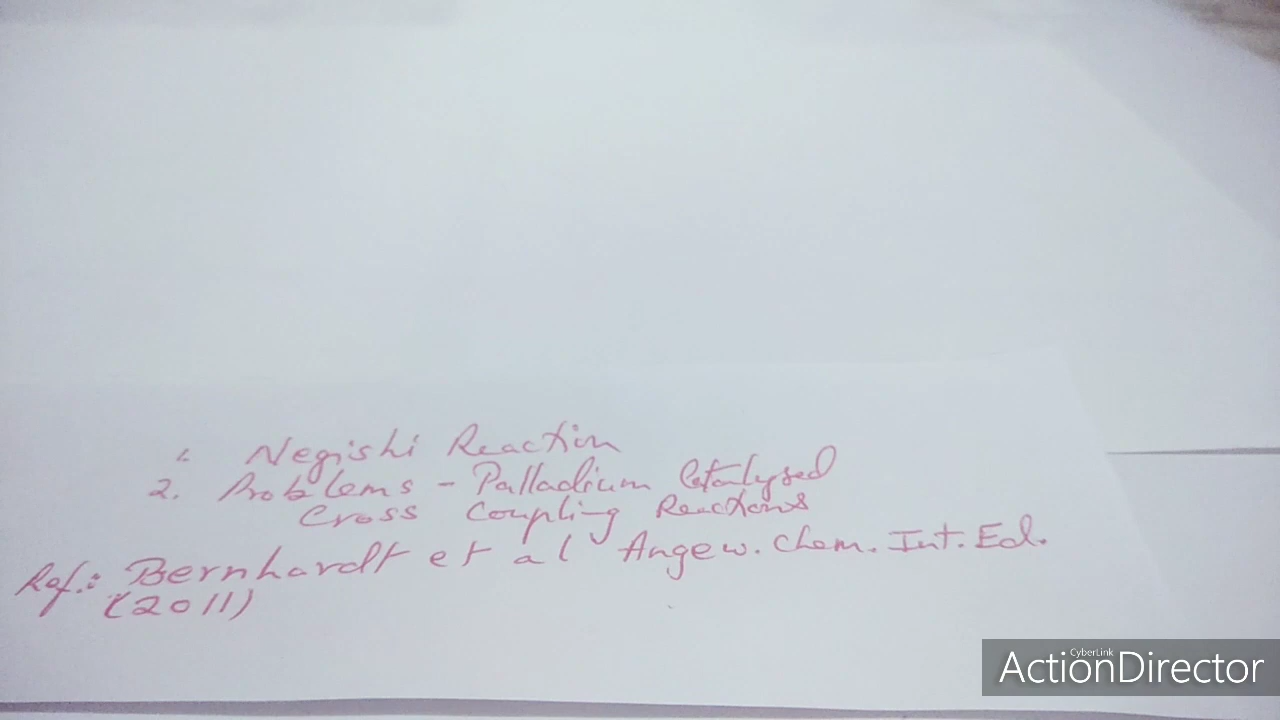 1. Negishi Reaction
2. Problems - Palladium Catalysed
Cross Coupling Reactions
Ref.: Bernhardt et al Angew. Chem. Int. Ed.
(2011)
CyberLink
ActionDirector